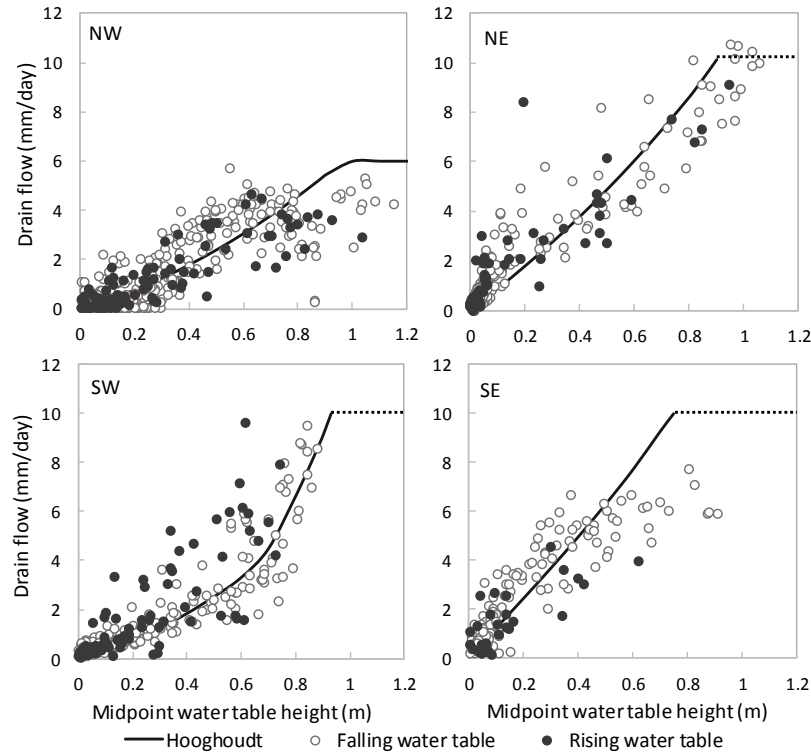 NW
NE
Drain flow (mm/day)
12
10
8
6
4
2
0
0 0.2 0.4 0.6 0.8 1 1.2
12
10
8
6
4
2
0
0 0.2 0.4 0.6 0.8 1 1.2
SW
SE
Drain flow (mm/day)
12
10
8
6
4
2
0
0 0.2 0.4 0.6 0.8 1 1.2
12
10
8
6
4
2
0
0 0.2 0.4 0.6 0.8 1 1.2
Midpoint water table height (m)
Midpoint water table height (m)
Hooghoudt
Falling water table
Rising water table